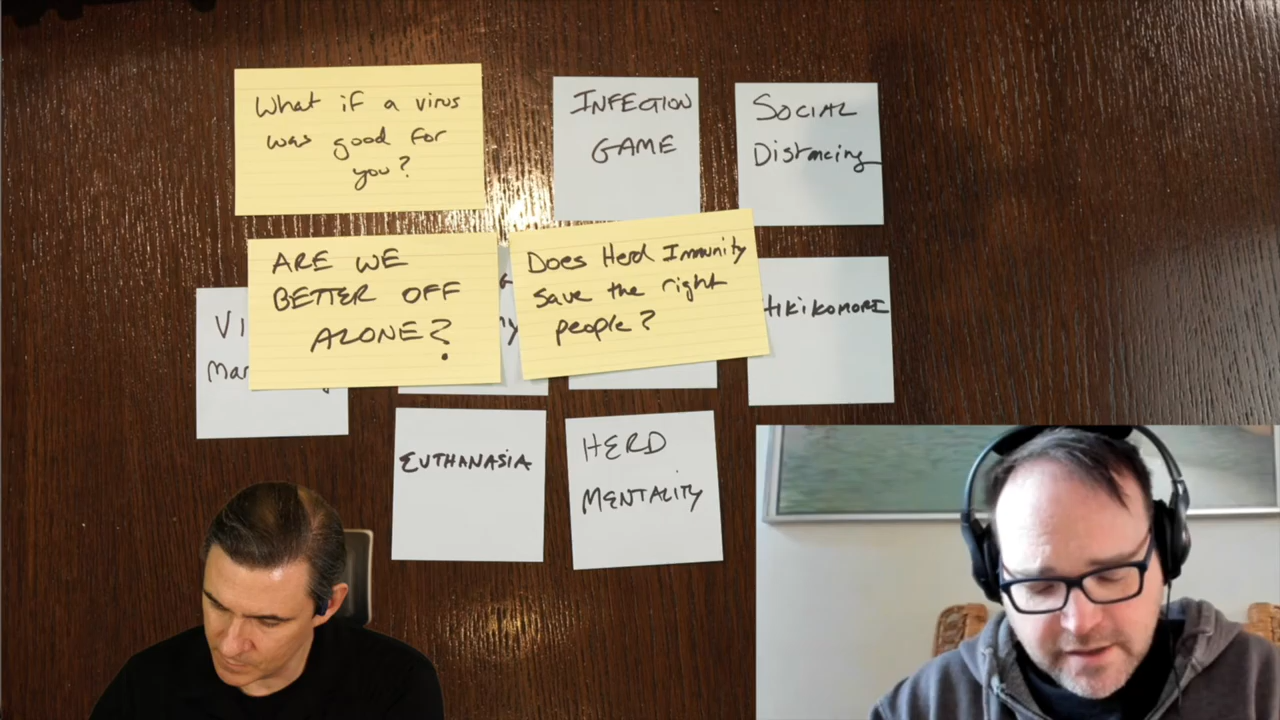 What if a virus
was good for
you?
INFECTION
GAME
SOCIAL
Distancing
ARE WE
BETTER OFF
ALONE?
Does Herd Immunity
save the right
people?
HIKIKOMORI
EUTHANASIA
HERD
MENTALITY